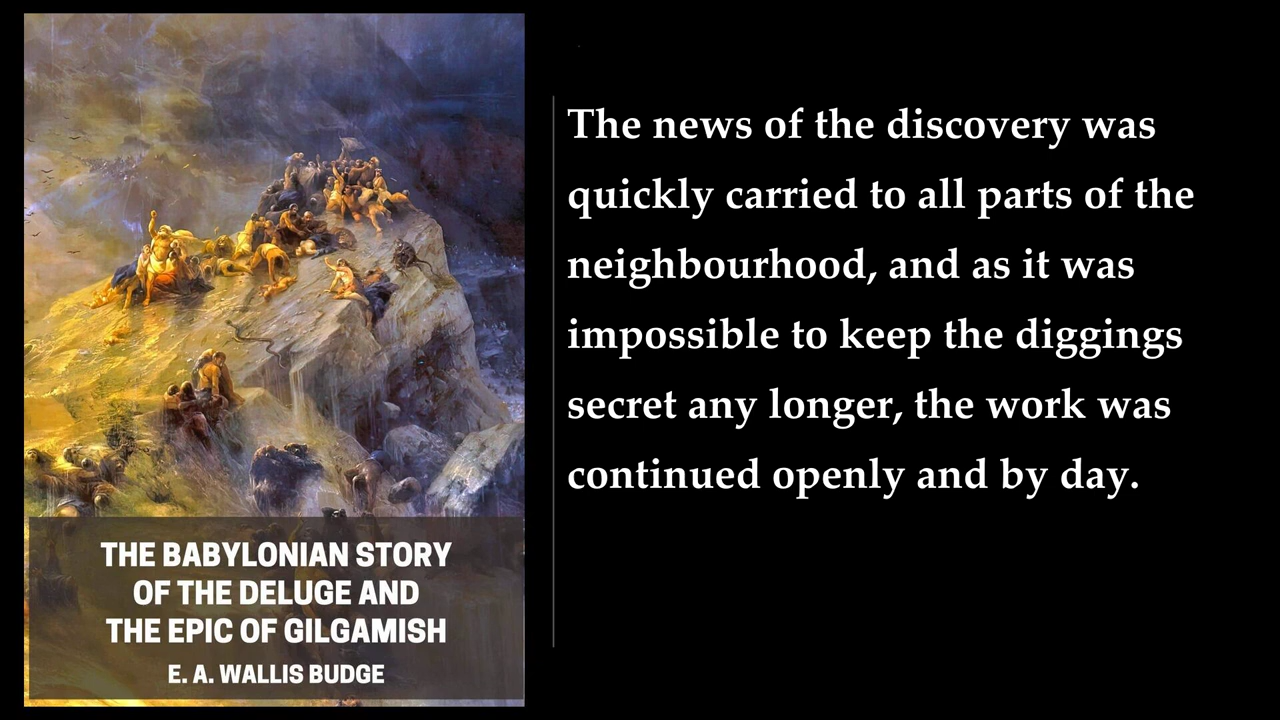 The news of the discovery was
quickly carried to all parts of the
neighbourhood, and as it was
impossible to keep the diggings
secret any longer, the work was
continued openly and by day.
THE BABYLONIAN STORY
OF THE DELUGE AND
THE EPIC OF GILGAMISH
E. A. WALLIS BUDGE